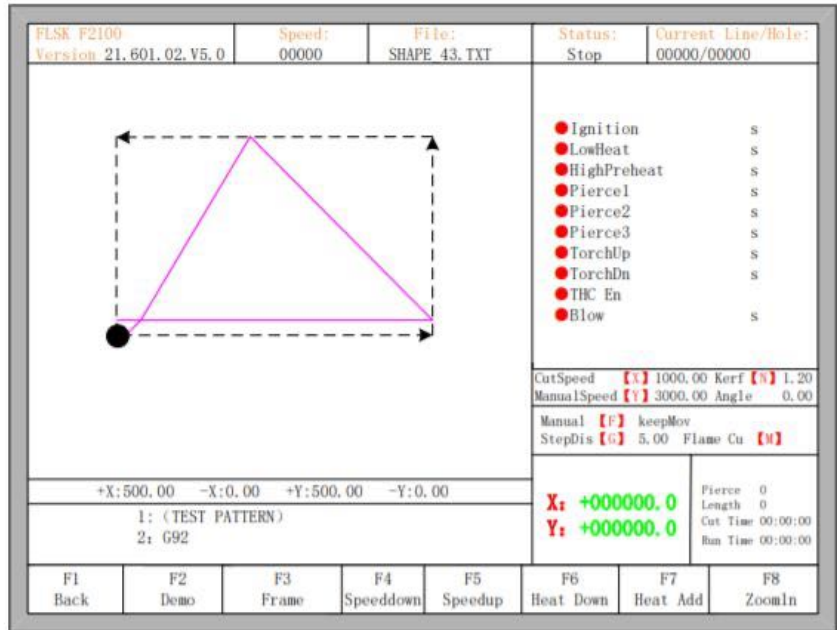 FLSK F2100 Speed: File: Status: Current Line/Hole:
Version 21.601.02.V5.0 00000 SHAPE_43.TXT Stop 00000/00000
Ignition s
LowHeat s
HighPreheat s
Pierce1 s
Pierce2 s
Pierce3 s
TorchUp s
TorchDn s
THC En
Blow s
CutSpeed 【X】 1000.00 Kerf 【N】 1.20
ManualSpeed 【Y】 3000.00 Angle 0.00
Manual 【F】 keepMov
StepDis 【G】 5.00 Flame Cu 【M】
+X:500.00 -X:0.00 +Y:500.00 -Y:0.00
1: (TEST PATTERN)
2: G92
X: +000000.0
Y: +000000.0
Pierce 0
Length 0
Cut Time 00:00:00
Run Time 00:00:00
F1 F2 F3 F4 F5 F6 F7 F8
Back Demo Frame Speeddown Speedup Heat Down Heat Add ZoomIn